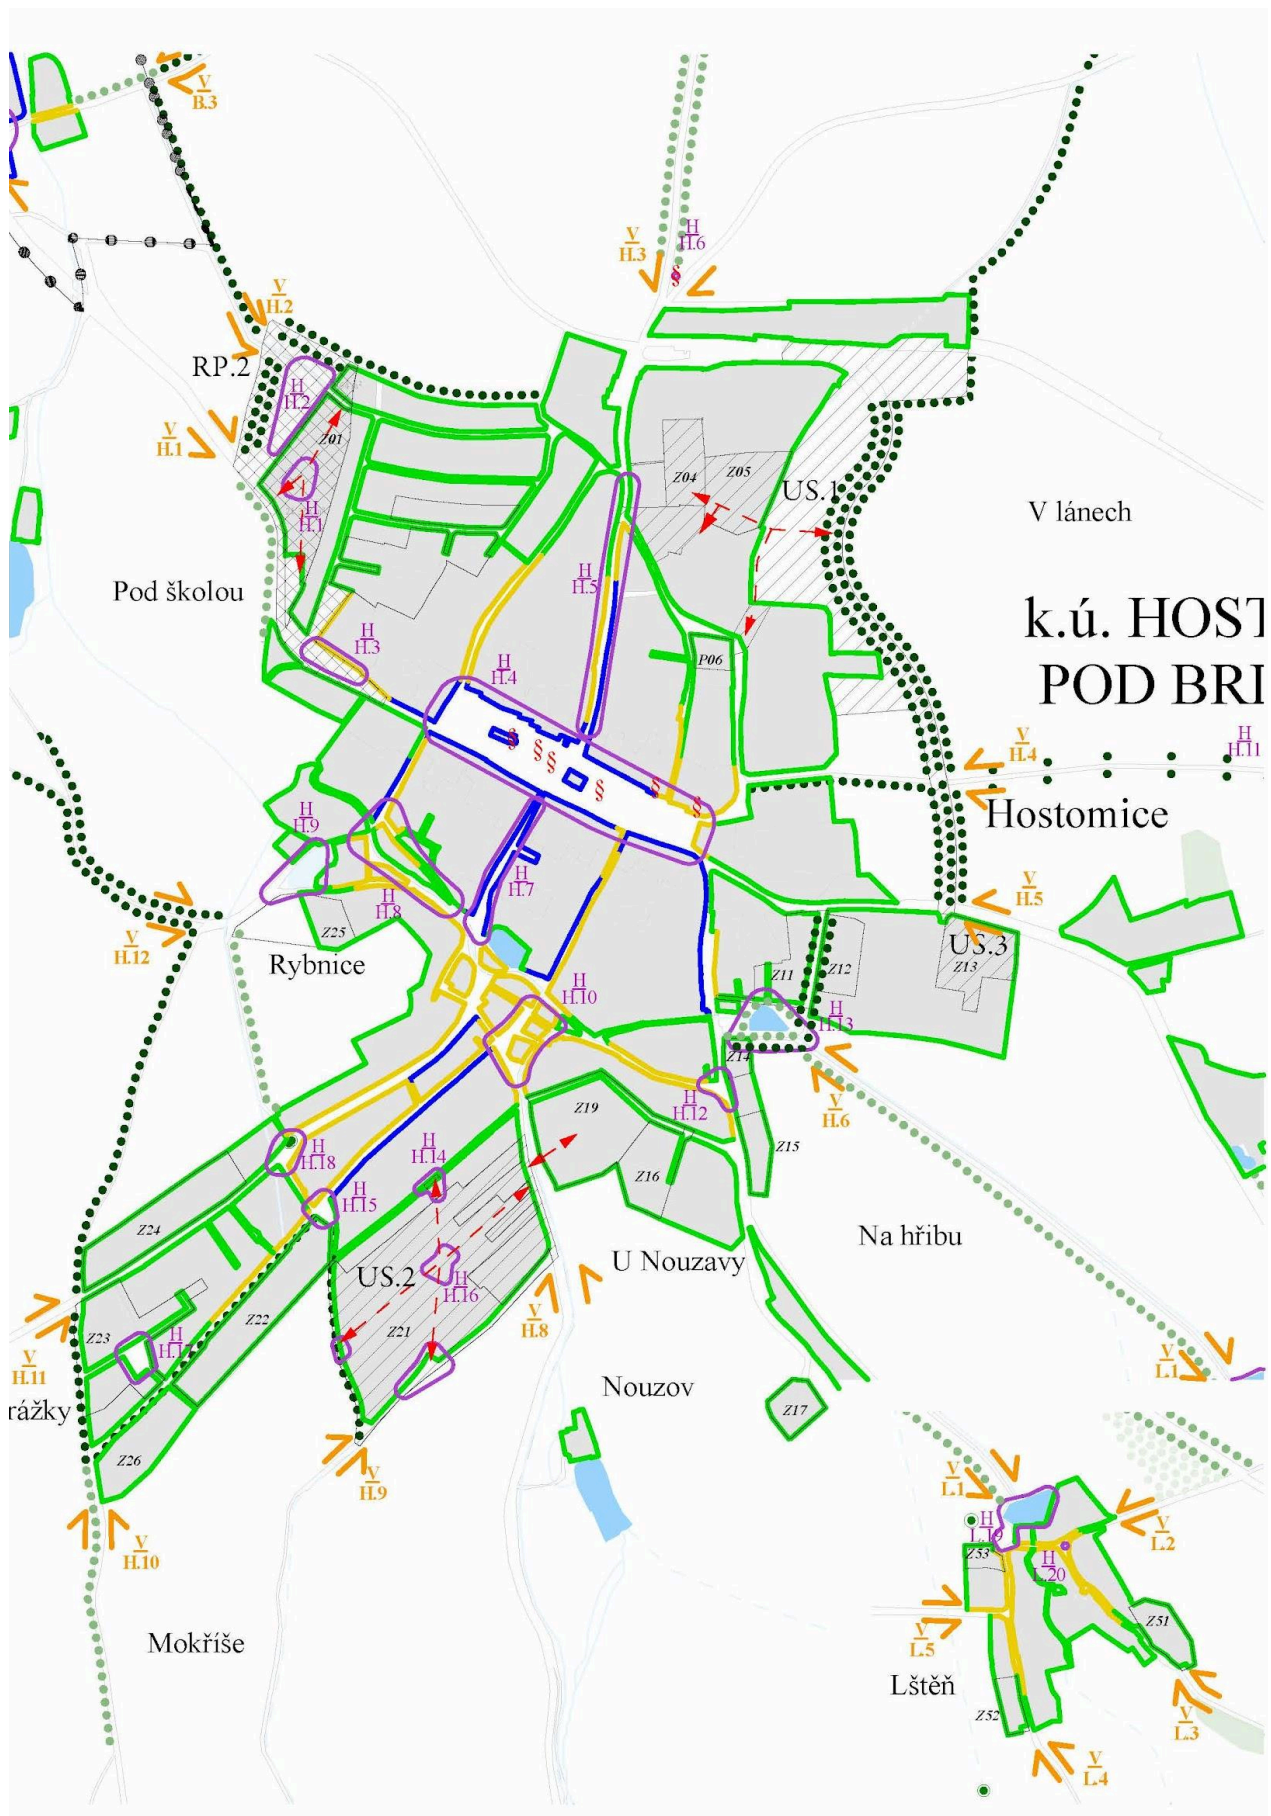 V
B.3
H
H.6
V
H.3
§
V
H.2
RP.2
H
H.2
V
H.1
Z01
H
H.1
Z04
Z05
US.1
V lánech
H
H.5
Pod školou
k.ú. HOST
H
H.3
H
H.4
P06
POD BRI
§
§
§
§
§
§
V
H.4
H
H.11
Hostomice
H
H.9
H
H.7
H
H.8
V
H.5
V
H.12
Z25
Rybnice
US.3
Z11
Z12
Z13
H
H.10
H
H.13
Z14
V
H.6
H
H.12
Z19
Z15
Z16
H
H.18
H
H.14
H
H.15
Z24
Na hřibu
U Nouzavy
US.2
H
H.16
Z22
Z21
Z23
H
H.17
V
H.8
V
H.11
V
L.1
Nouzov
rážky
Z17
Z26
V
H.9
V
L.1
V
H.10
H
L.19
V
L.2
Z53
H
L.20
Z51
V
L.5
Mokříše
Lštěň
Z52
V
L.3
V
L.4